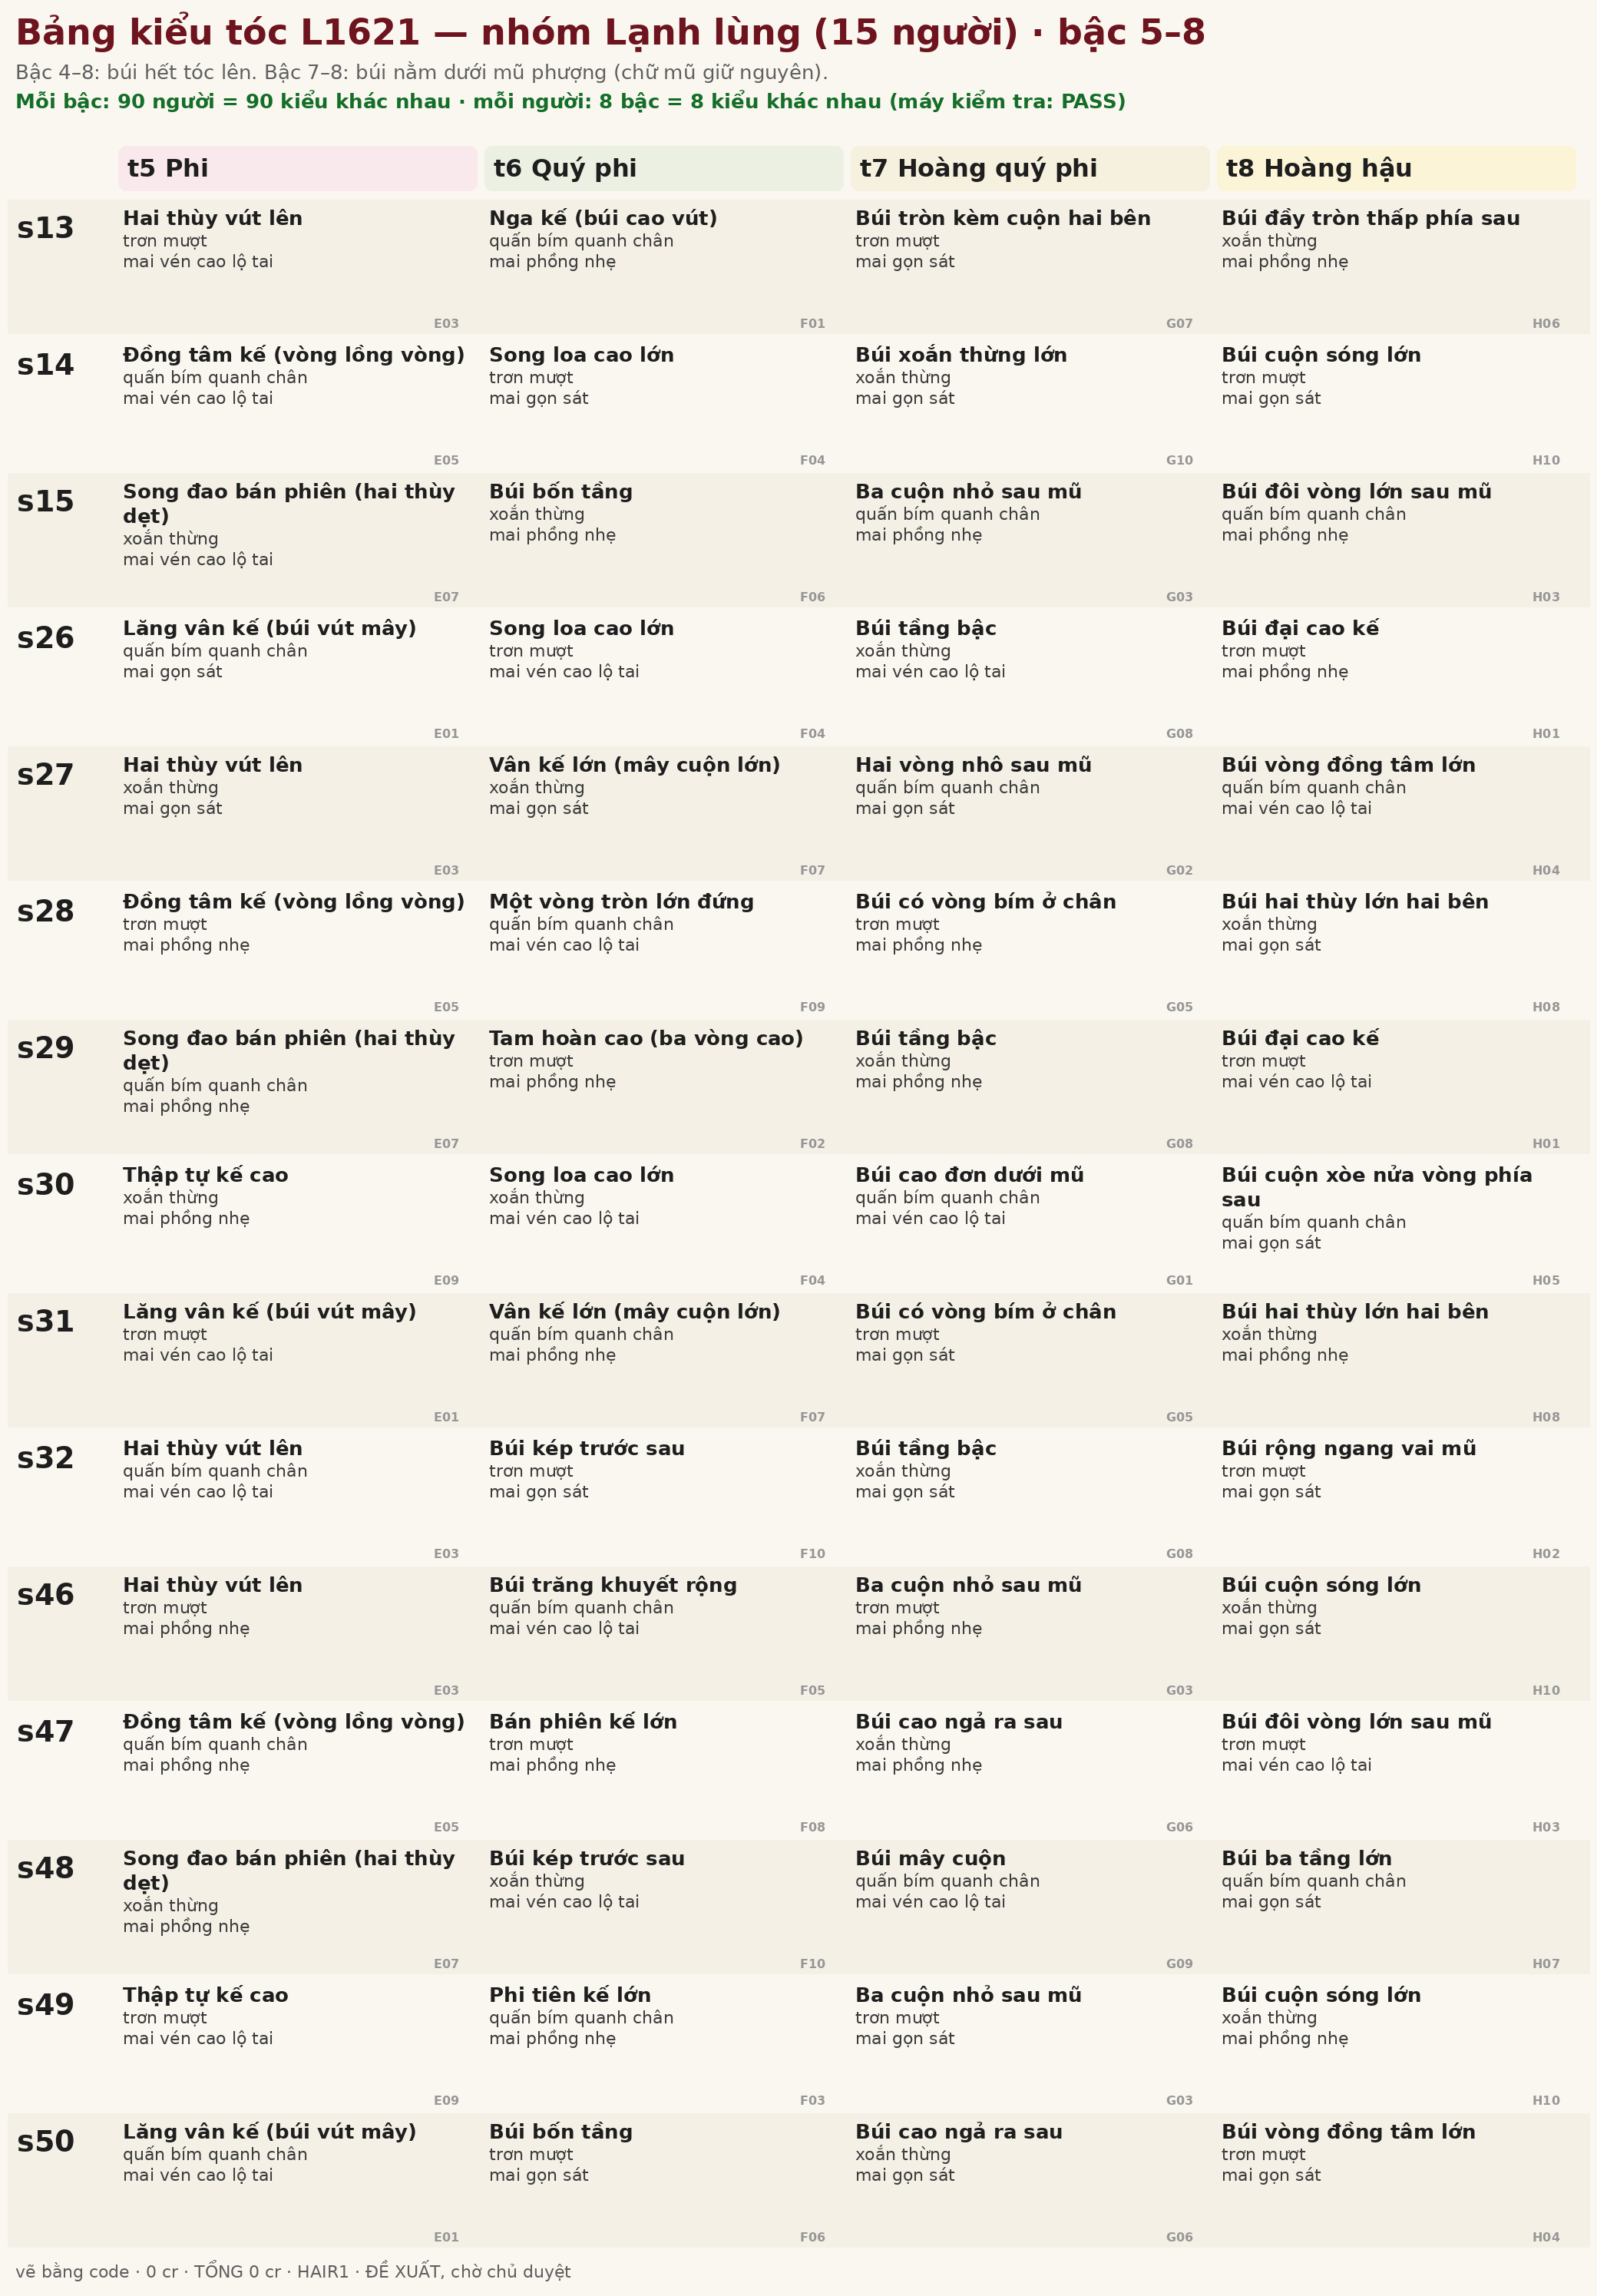 Bảng kiểu tóc L1621 — nhóm Lạnh lùng (15 người) · bậc 5–8
Bậc 4–8: búi hết tóc lên. Bậc 7–8: búi nằm dưới mũ phượng (chữ mũ giữ nguyên).
Mỗi bậc: 90 người = 90 kiểu khác nhau · mỗi người: 8 bậc = 8 kiểu khác nhau (máy kiểm tra: PASS)
t5 Phi
t6 Quý phi
t7 Hoàng quý phi
t8 Hoàng hậu
s13
Hai thùy vút lên
trơn mượt
mai vén cao lộ tai
E03
Nga kế (búi cao vút)
quấn bím quanh chân
mai phồng nhẹ
F01
Búi tròn kèm cuộn hai bên
trơn mượt
mai gọn sát
G07
Búi đầy tròn thấp phía sau
xoắn thừng
mai phồng nhẹ
H06
s14
Đồng tâm kế (vòng lồng vòng)
quấn bím quanh chân
mai vén cao lộ tai
E05
Song loa cao lớn
trơn mượt
mai gọn sát
F04
Búi xoắn thừng lớn
xoắn thừng
mai gọn sát
G10
Búi cuộn sóng lớn
trơn mượt
mai gọn sát
H10
s15
Song đao bán phiên (hai thùy
dẹt)
xoắn thừng
mai vén cao lộ tai
E07
Búi bốn tầng
xoắn thừng
mai phồng nhẹ
F06
Ba cuộn nhỏ sau mũ
quấn bím quanh chân
mai phồng nhẹ
G03
Búi đôi vòng lớn sau mũ
quấn bím quanh chân
mai phồng nhẹ
H03
s26
Lăng vân kế (búi vút mây)
quấn bím quanh chân
mai gọn sát
E01
Song loa cao lớn
trơn mượt
mai vén cao lộ tai
F04
Búi tầng bậc
xoắn thừng
mai vén cao lộ tai
G08
Búi đại cao kế
trơn mượt
mai phồng nhẹ
H01
s27
Hai thùy vút lên
xoắn thừng
mai gọn sát
E03
Vân kế lớn (mây cuộn lớn)
xoắn thừng
mai gọn sát
F07
Hai vòng nhô sau mũ
quấn bím quanh chân
mai gọn sát
G02
Búi vòng đồng tâm lớn
quấn bím quanh chân
mai vén cao lộ tai
H04
s28
Đồng tâm kế (vòng lồng vòng)
trơn mượt
mai phồng nhẹ
E05
Một vòng tròn lớn đứng
quấn bím quanh chân
mai vén cao lộ tai
F09
Búi có vòng bím ở chân
trơn mượt
mai phồng nhẹ
G05
Búi hai thùy lớn hai bên
xoắn thừng
mai gọn sát
H08
s29
Song đao bán phiên (hai thùy
dẹt)
quấn bím quanh chân
mai phồng nhẹ
E07
Tam hoàn cao (ba vòng cao)
trơn mượt
mai phồng nhẹ
F02
Búi tầng bậc
xoắn thừng
mai phồng nhẹ
G08
Búi đại cao kế
trơn mượt
mai vén cao lộ tai
H01
s30
Thập tự kế cao
xoắn thừng
mai phồng nhẹ
E09
Song loa cao lớn
xoắn thừng
mai vén cao lộ tai
F04
Búi cao đơn dưới mũ
quấn bím quanh chân
mai vén cao lộ tai
G01
Búi cuộn xòe nửa vòng phía
sau
quấn bím quanh chân
mai gọn sát
H05
s31
Lăng vân kế (búi vút mây)
trơn mượt
mai vén cao lộ tai
E01
Vân kế lớn (mây cuộn lớn)
quấn bím quanh chân
mai phồng nhẹ
F07
Búi có vòng bím ở chân
trơn mượt
mai gọn sát
G05
Búi hai thùy lớn hai bên
xoắn thừng
mai phồng nhẹ
H08
s32
Hai thùy vút lên
quấn bím quanh chân
mai vén cao lộ tai
E03
Búi kép trước sau
trơn mượt
mai gọn sát
F10
Búi tầng bậc
xoắn thừng
mai gọn sát
G08
Búi rộng ngang vai mũ
trơn mượt
mai gọn sát
H02
s46
Hai thùy vút lên
trơn mượt
mai phồng nhẹ
E03
Búi trăng khuyết rộng
quấn bím quanh chân
mai vén cao lộ tai
F05
Ba cuộn nhỏ sau mũ
trơn mượt
mai phồng nhẹ
G03
Búi cuộn sóng lớn
xoắn thừng
mai gọn sát
H10
s47
Đồng tâm kế (vòng lồng vòng)
quấn bím quanh chân
mai phồng nhẹ
E05
Bán phiên kế lớn
trơn mượt
mai phồng nhẹ
F08
Búi cao ngả ra sau
xoắn thừng
mai phồng nhẹ
G06
Búi đôi vòng lớn sau mũ
trơn mượt
mai vén cao lộ tai
H03
s48
Song đao bán phiên (hai thùy
dẹt)
xoắn thừng
mai phồng nhẹ
E07
Búi kép trước sau
xoắn thừng
mai vén cao lộ tai
F10
Búi mây cuộn
quấn bím quanh chân
mai vén cao lộ tai
G09
Búi ba tầng lớn
quấn bím quanh chân
mai gọn sát
H07
s49
Thập tự kế cao
trơn mượt
mai vén cao lộ tai
E09
Phi tiên kế lớn
quấn bím quanh chân
mai phồng nhẹ
F03
Ba cuộn nhỏ sau mũ
trơn mượt
mai gọn sát
G03
Búi cuộn sóng lớn
xoắn thừng
mai phồng nhẹ
H10
s50
Lăng vân kế (búi vút mây)
quấn bím quanh chân
mai vén cao lộ tai
E01
Búi bốn tầng
trơn mượt
mai gọn sát
F06
Búi cao ngả ra sau
xoắn thừng
mai gọn sát
G06
Búi vòng đồng tâm lớn
trơn mượt
mai gọn sát
H04
vẽ bằng code · 0 cr · TỔNG 0 cr · HAIR1 · ĐỀ XUẤT, chờ chủ duyệt